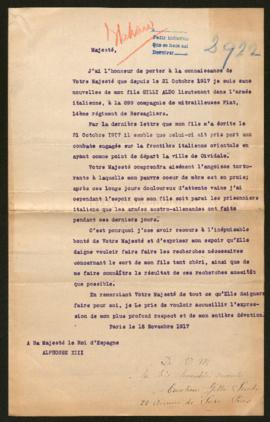 2922
Majesté,
J'ai l'honneur de porter à la connaissance de
Votre Majesté que depuis le 21 Octobre 1917 je suis sans
nouvelles de mon fils GILLI ALDO lieutenant dans l'armée
italienne, à la 899 compagnie de mitrailleuses Fiat,
régiment de Bersagliers.
Par la dernière lettre que mon fils m'a écrite le
21 Octobre 1917 il semble que celui-ci ait pris part aux
combats engagés sur la frontière italienne orientale en
ayant comme point de départ la ville de Cividale.
Votre Majesté comprendra aisément l'angoisse tortu-
rante à laquelle mon pauvre coeur de mère est en proie;
après ces longs jours douloureux d'attente vaine j'ai
cependant l'espoir que mon fils soit parmi les prisonniers
italiens que les armées austro-allemandes ont faits
pendant ces derniers jours.
C'est pourquoi j'ose avoir recours à l'inépuisable
bonté de Votre Majesté et d'exprimer mon espoir qu'Elle
daigne vouloir faire faire les recherches nécessaires
concernant le sort de mon fils tant chéri, ainsi que de
me faire connaître le résultat de ces recherches aussitôt
que possible.
En remerciant Votre Majesté de tout ce qu'Elle daignera
faire pour moi, je Le prie de vouloir accueillir l'expres-
sion de mon plus profond respect et de mon entière dévotion.
Paris le 18 Novembre 1917
A Sa Majesté le Roi d'Espagne
ALPHONSE XIII
De V. M.